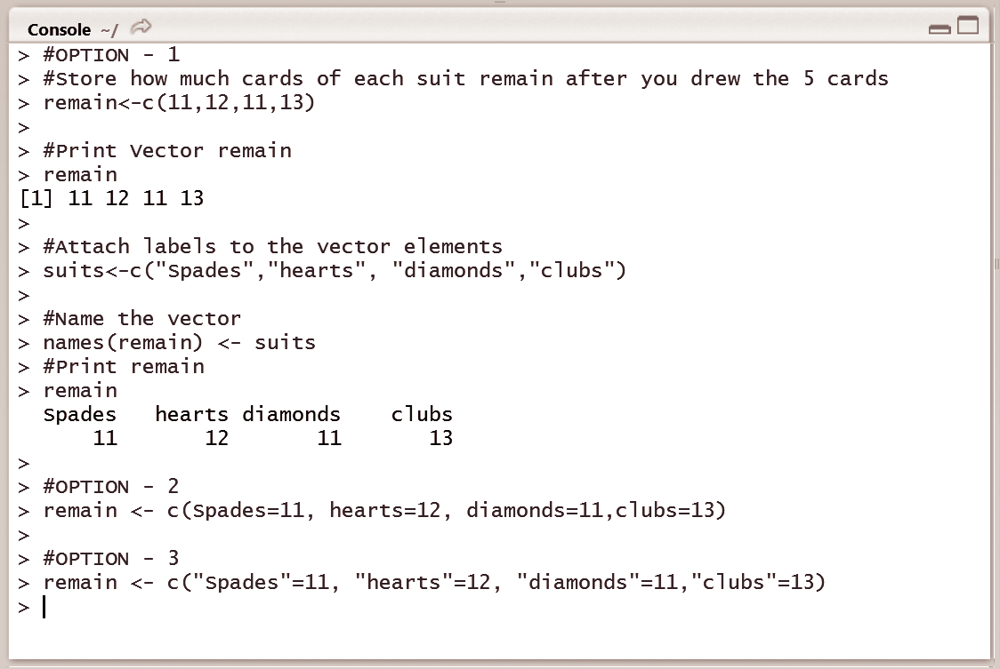 Console ~/
> #OPTION - 1
> #Store how much cards of each suit remain after you drew the 5 cards
> remain<-c(11,12,11,13)
>
> #Print Vector remain
> remain
[1] 11 12 11 13
>
> #Attach labels to the vector elements
> suits<-c("Spades","hearts", "diamonds","clubs")
>
> #Name the vector
> names(remain) <- suits
> #Print remain
> remain
  Spades   hearts diamonds    clubs
      11       12       11       13
>
> #OPTION - 2
> remain <- c(Spades=11, hearts=12, diamonds=11,clubs=13)
>
> #OPTION - 3
> remain <- c("Spades"=11, "hearts"=12, "diamonds"=11,"clubs"=13)
>